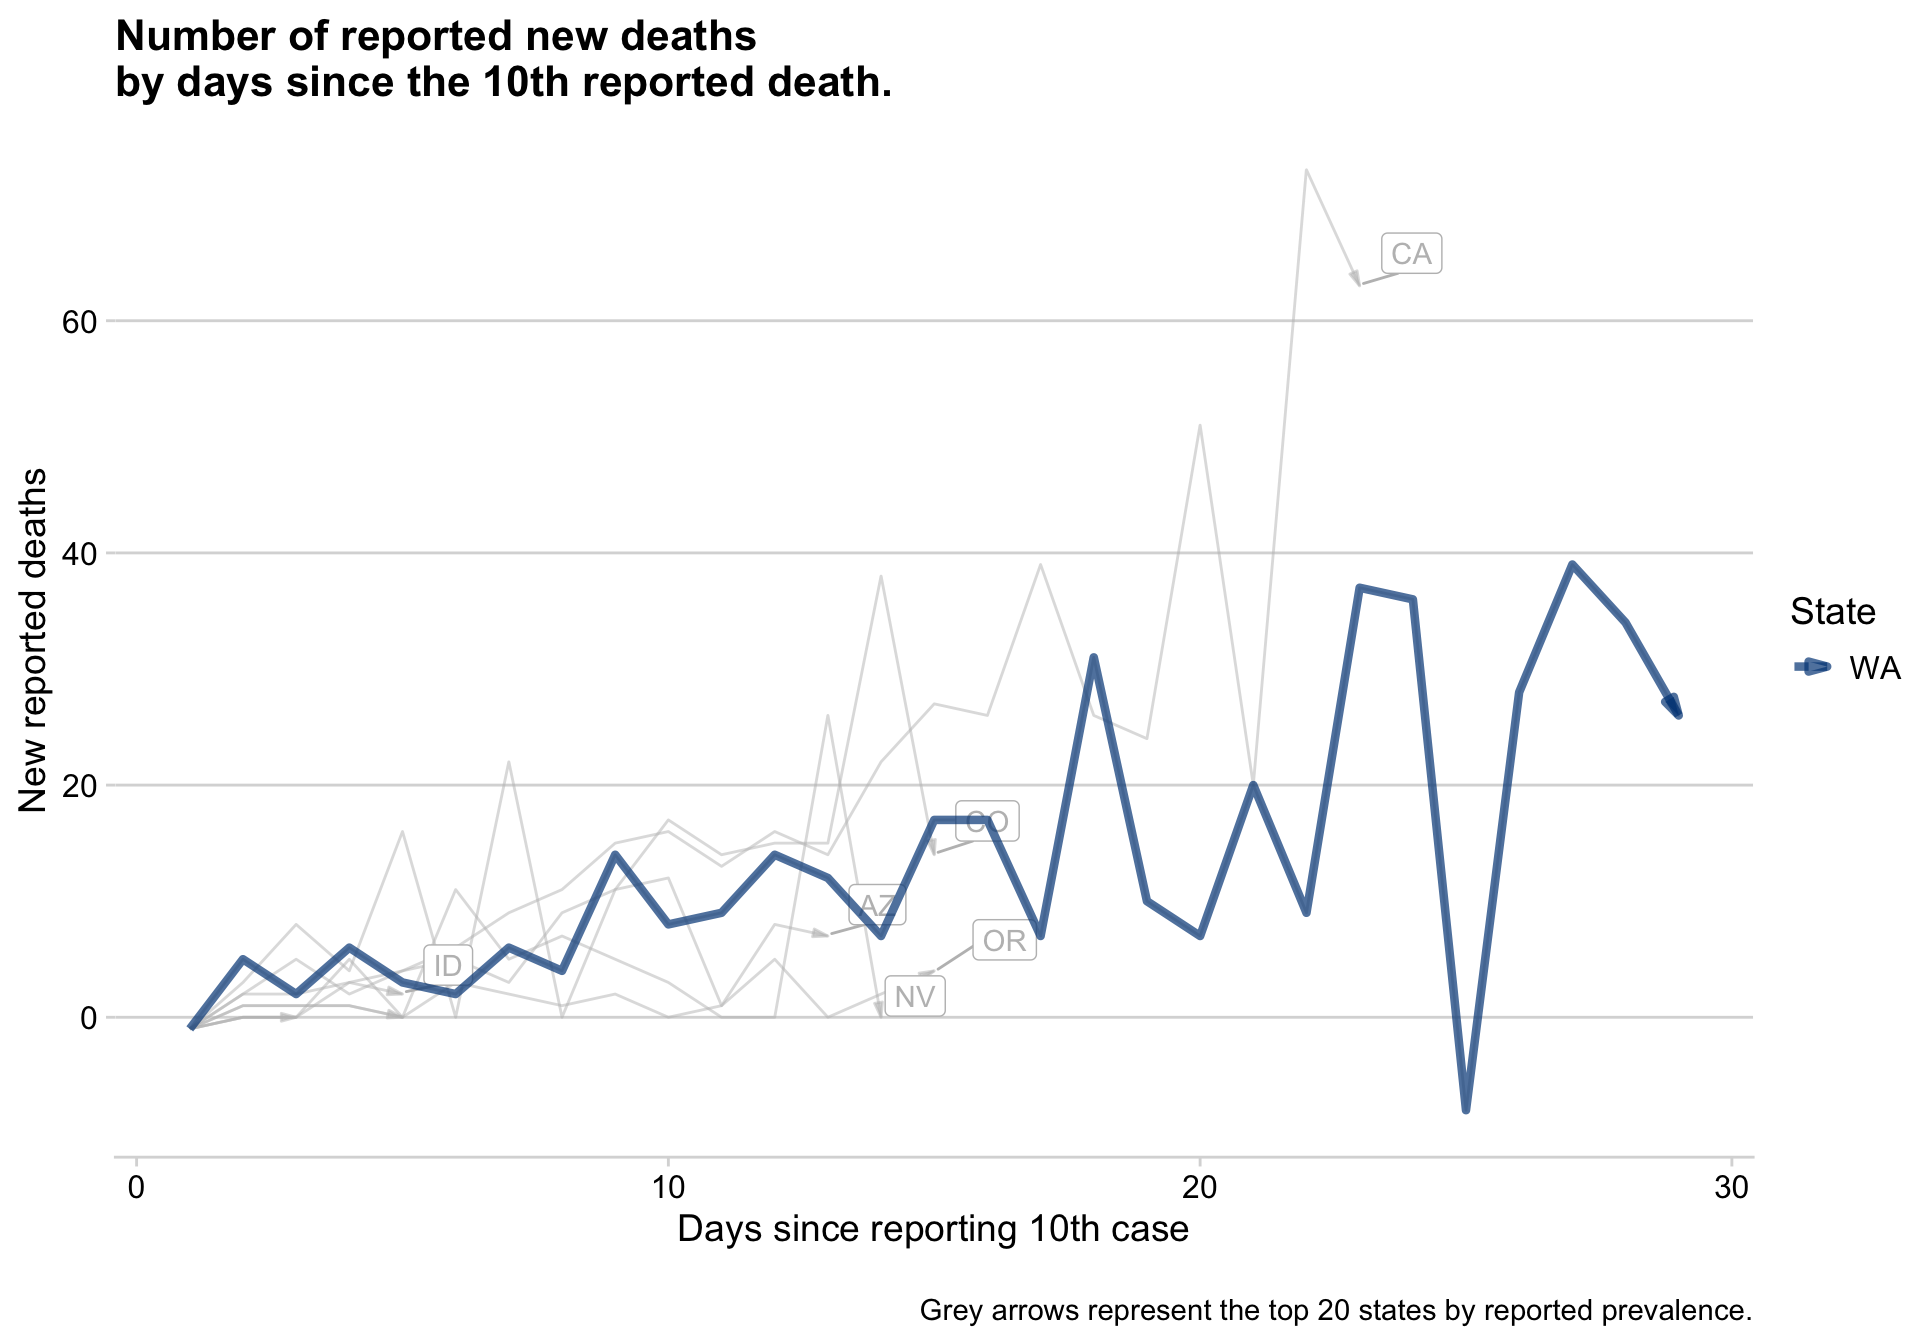 Number of reported new deaths
by days since the 10th reported death.
CA
60
New reported deaths
40
State
WA
20
CO
AZ
OR
ID
NV
0
0
10
20
30
Days since reporting 10th case
Grey arrows represent the top 20 states by reported prevalence.